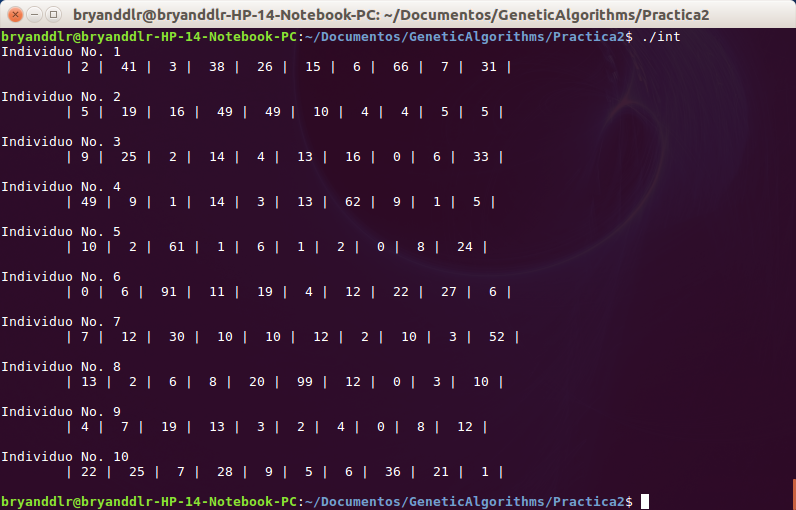 bryanddlr@bryanddlr-HP-14-Notebook-PC: ~/Documentos/GeneticAlgorithms/Practica2
bryanddlr@bryanddlr-HP-14-Notebook-PC:~/Documentos/GeneticAlgorithms/Practica2$ ./int
Individuo No. 1
| 2 | 41 | 3 | 38 | 26 | 15 | 6 | 66 | 7 | 31 |
Individuo No. 2
| 5 | 19 | 16 | 49 | 49 | 10 | 4 | 4 | 5 | 5 |
Individuo No. 3
| 9 | 25 | 2 | 14 | 4 | 13 | 16 | 0 | 6 | 33 |
Individuo No. 4
| 49 | 9 | 1 | 14 | 3 | 13 | 62 | 9 | 1 | 5 |
Individuo No. 5
| 10 | 2 | 61 | 1 | 6 | 1 | 2 | 0 | 8 | 24 |
Individuo No. 6
| 0 | 6 | 91 | 11 | 19 | 4 | 12 | 22 | 27 | 6 |
Individuo No. 7
| 7 | 12 | 30 | 10 | 10 | 12 | 2 | 10 | 3 | 52 |
Individuo No. 8
| 13 | 2 | 6 | 8 | 20 | 99 | 12 | 0 | 3 | 10 |
Individuo No. 9
| 4 | 7 | 19 | 13 | 3 | 2 | 4 | 0 | 8 | 12 |
Individuo No. 10
| 22 | 25 | 7 | 28 | 9 | 5 | 6 | 36 | 21 | 1 |
bryanddlr@bryanddlr-HP-14-Notebook-PC:~/Documentos/GeneticAlgorithms/Practica2$